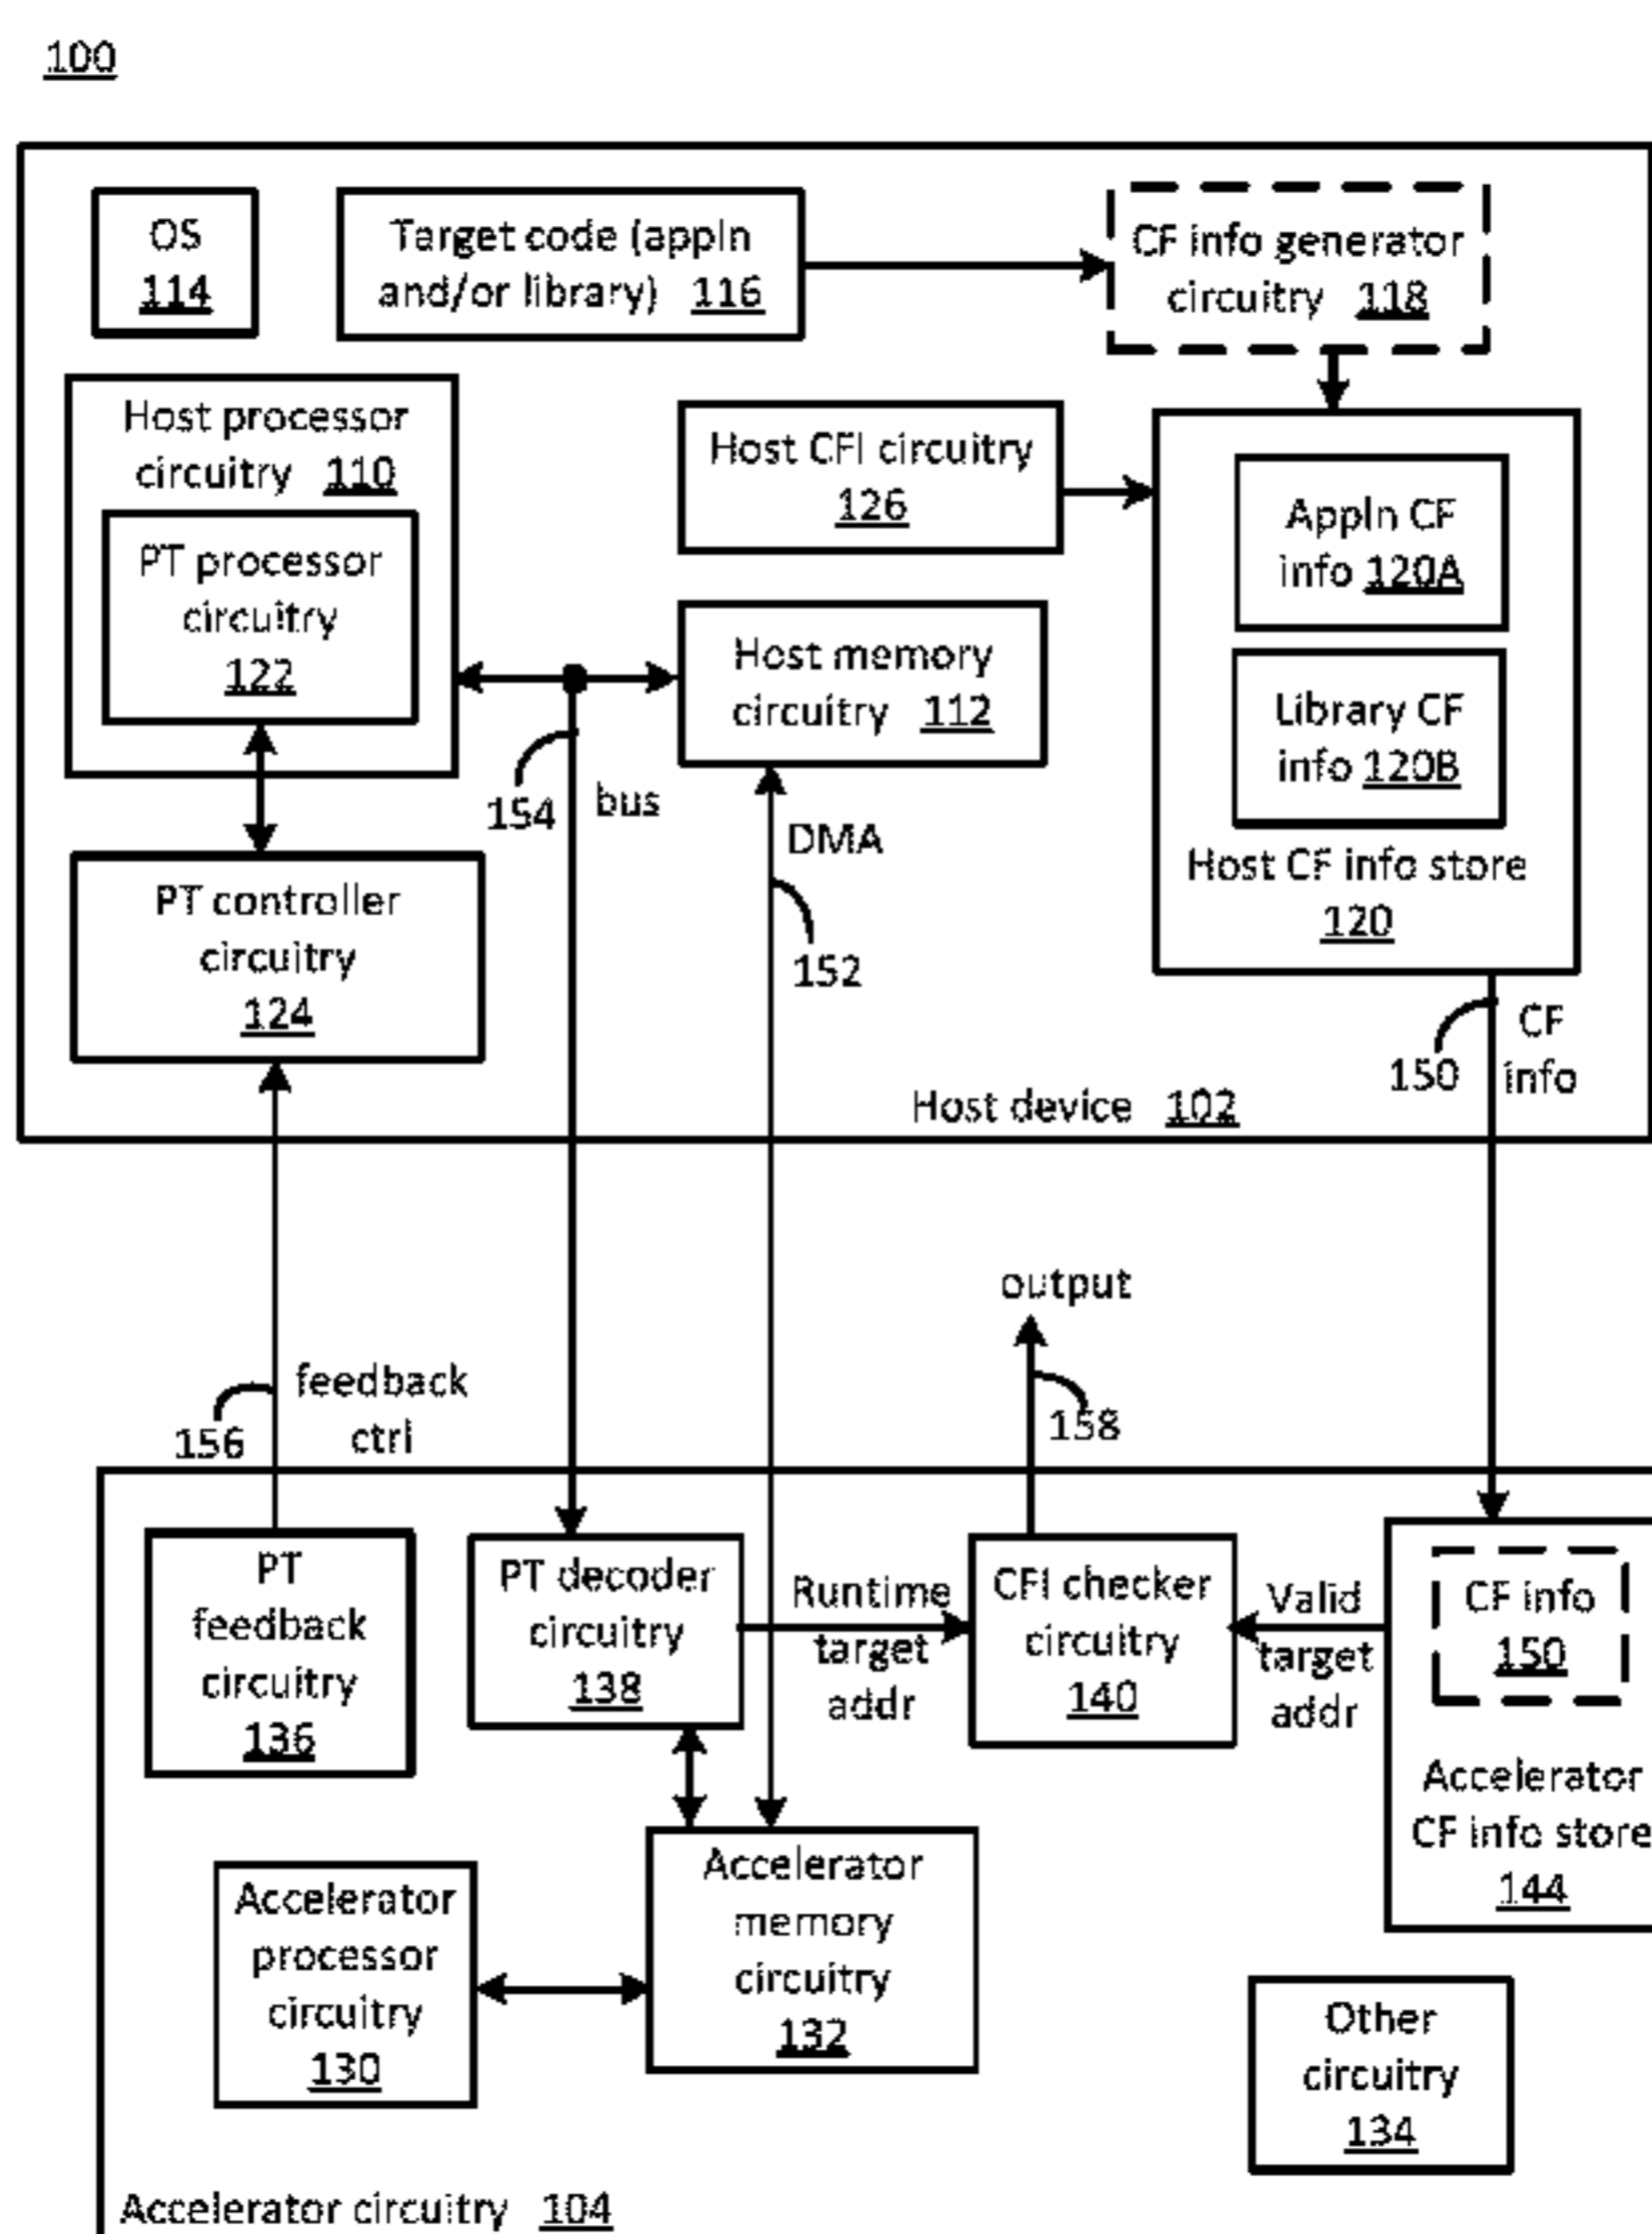 100
OS
114
Target code (appln
and/or library) 116
CF info generator
circuitry 118
Host processor
circuitry 110
PT processor
circuitry
122
Host CFI circuitry
126
Appln CF
info 120A
Library CF
info 120B
Host CF info store
120
Host memory
circuitry 112
154
bus
DMA
152
PT controller
circuitry
124
150
CF
info
Host device 102
output
158
feedback
ctrl
156
PT
feedback
circuitry
136
PT decoder
circuitry
138
Runtime
target
addr
CFI checker
circuitry
140
Valid
target
addr
CF info
150
Accelerator
CF info store
144
Accelerator
processor
circuitry
130
Accelerator
memory
circuitry
132
Other
circuitry
134
Accelerator circuitry 104